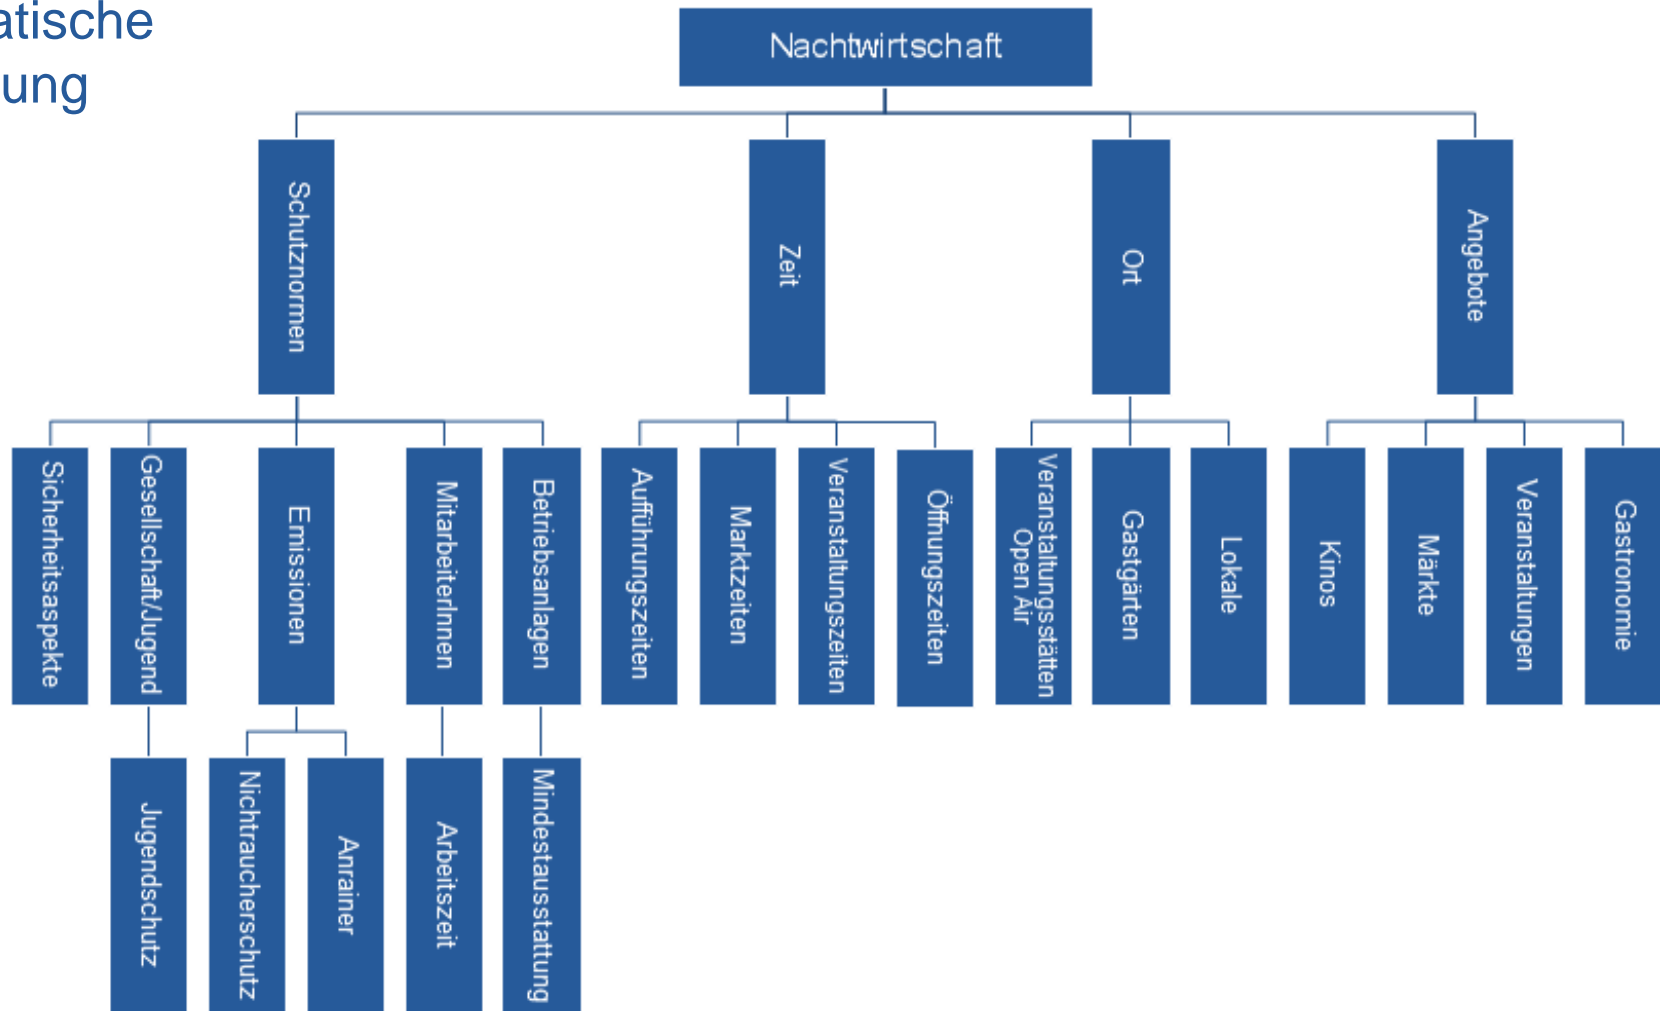 atische
ung
Nachtwirtschaft
Schutznormen
Zeit
Ort
Angebote
Sicherheitsaspekte
Gesellschaft/Jugend
Emissionen
MitarbeiterInnen
Betriebsanlagen
Aufführungszeiten
Marktzeiten
Veranstaltungszeiten
Öffnungszeiten
Veranstaltungsstätten
Open Air
Gastgärten
Lokale
Kinos
Märkte
Veranstaltungen
Gastronomie
Jugendschutz
Nichtraucherschutz
Anrainer
Arbeitszeit
Mindestausstattung